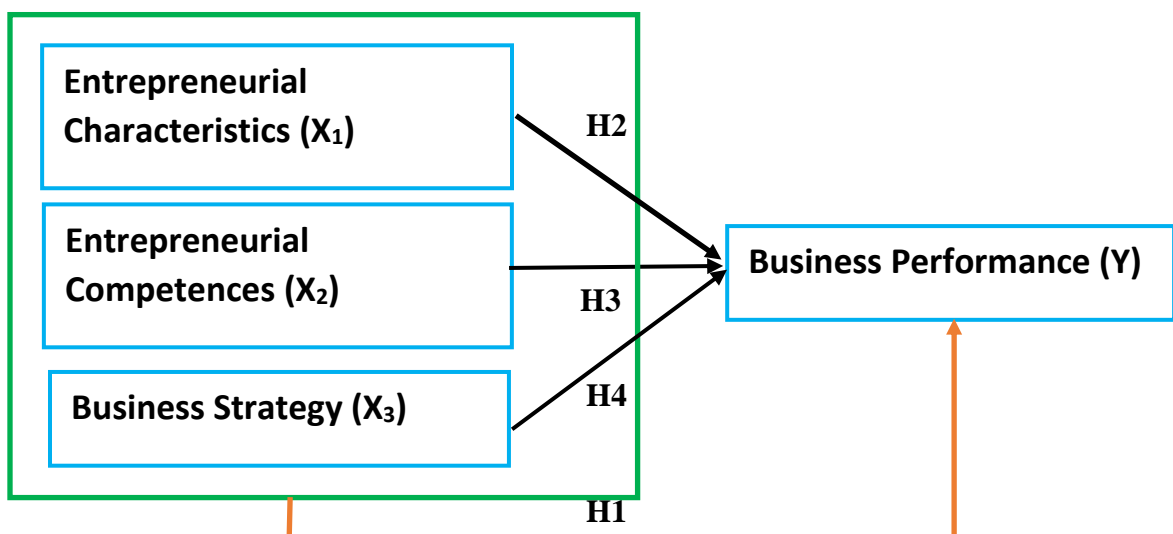 Entrepreneurial
Characteristics (X₁)
H2
Entrepreneurial
Competences (X₂)
Business Performance (Y)
H3
Business Strategy (X₃)
H4
H1